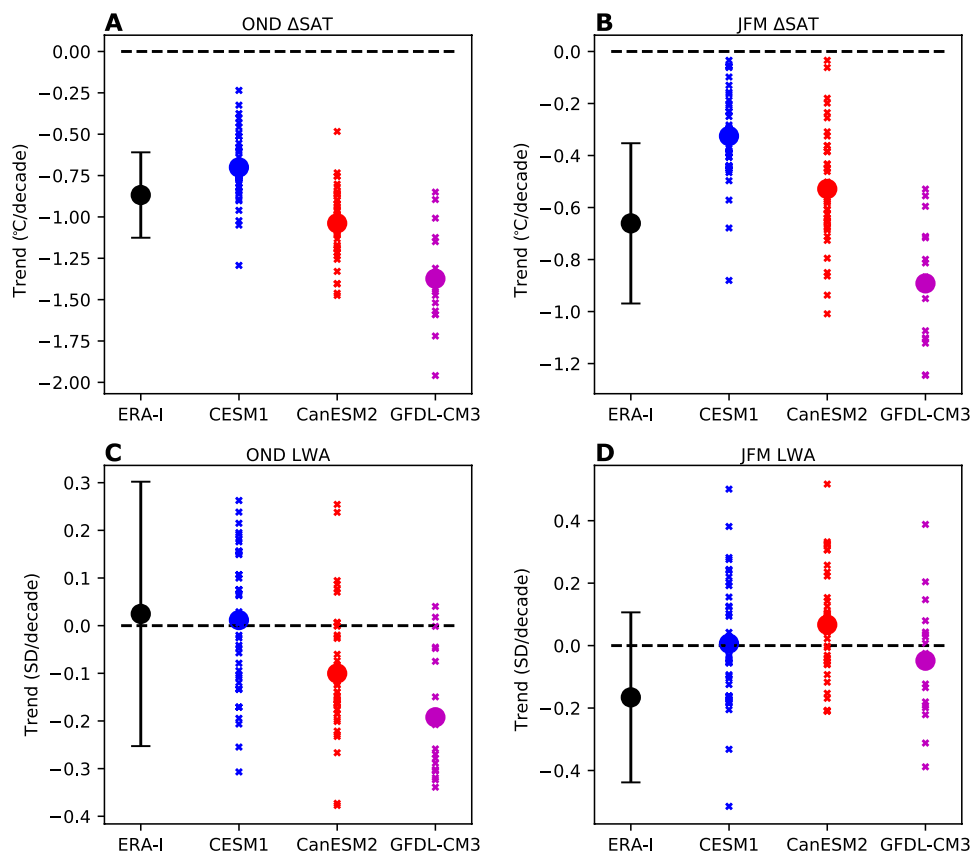 A
OND ΔSAT
0.00
−0.25
−0.50
−0.75
−1.00
−1.25
−1.50
−1.75
−2.00
Trend (°C/decade)
ERA-I CESM1 CanESM2 GFDL-CM3
B
JFM ΔSAT
0.0
−0.2
−0.4
−0.6
−0.8
−1.0
−1.2
Trend (°C/decade)
ERA-I CESM1 CanESM2 GFDL-CM3
C
OND LWA
0.3
0.2
0.1
0.0
−0.1
−0.2
−0.3
−0.4
Trend (SD/decade)
ERA-I CESM1 CanESM2 GFDL-CM3
D
JFM LWA
0.4
0.2
0.0
−0.2
−0.4
Trend (SD/decade)
ERA-I CESM1 CanESM2 GFDL-CM3